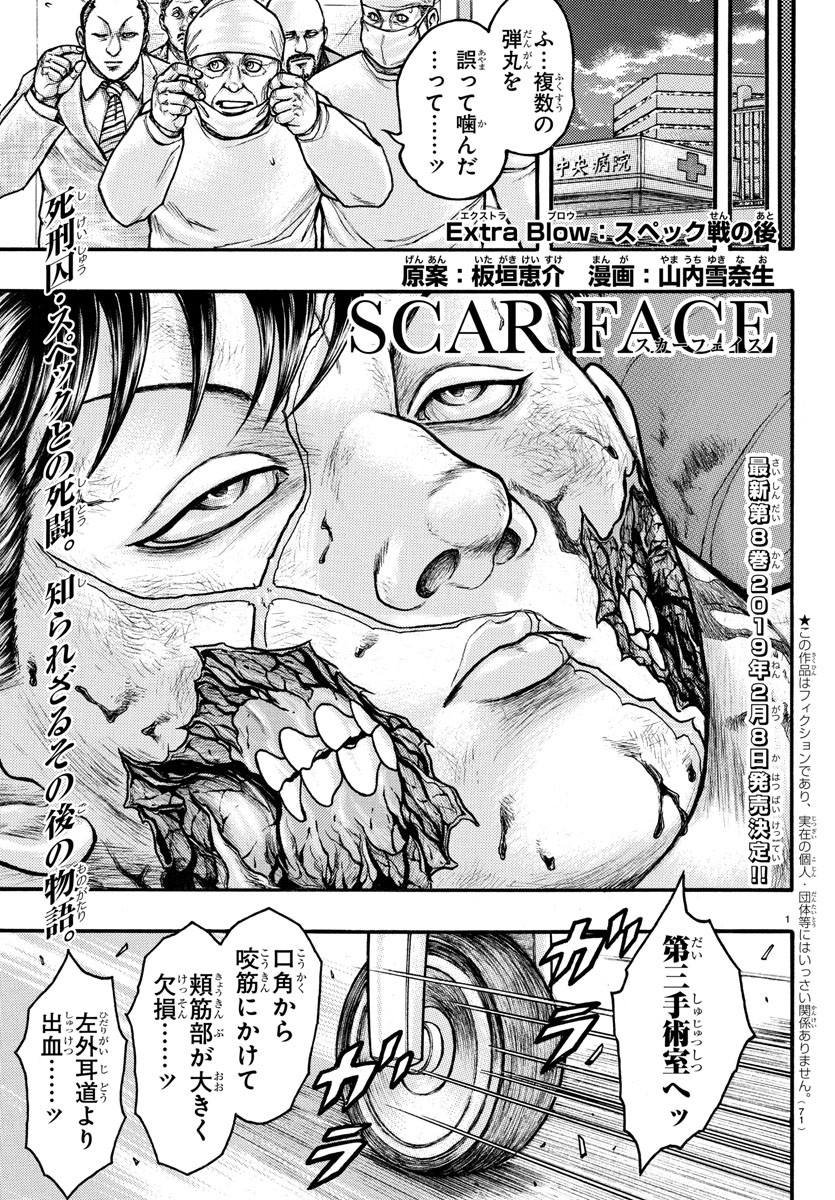 中央病院
ふ…複数の
弾丸を
誤って噛んだ
…って……ッ
Extra Blow：スペック戦の後
原案：板垣恵介　漫画：山内雪奈生
SCAR FACE
スカーフェイス
死刑囚・スペックとの死闘。知られざるその後の物語。
最新第8巻2019年2月8日発売決定!!
★この作品はフィクションであり、実在の個人・団体等にはいっさい関係ありません。
(71)
1
第三手術室へッ
ガラ
ガラ
口角から
咬筋にかけて
頬筋部が大きく
欠損……ッ
左外耳道より
出血……ッ